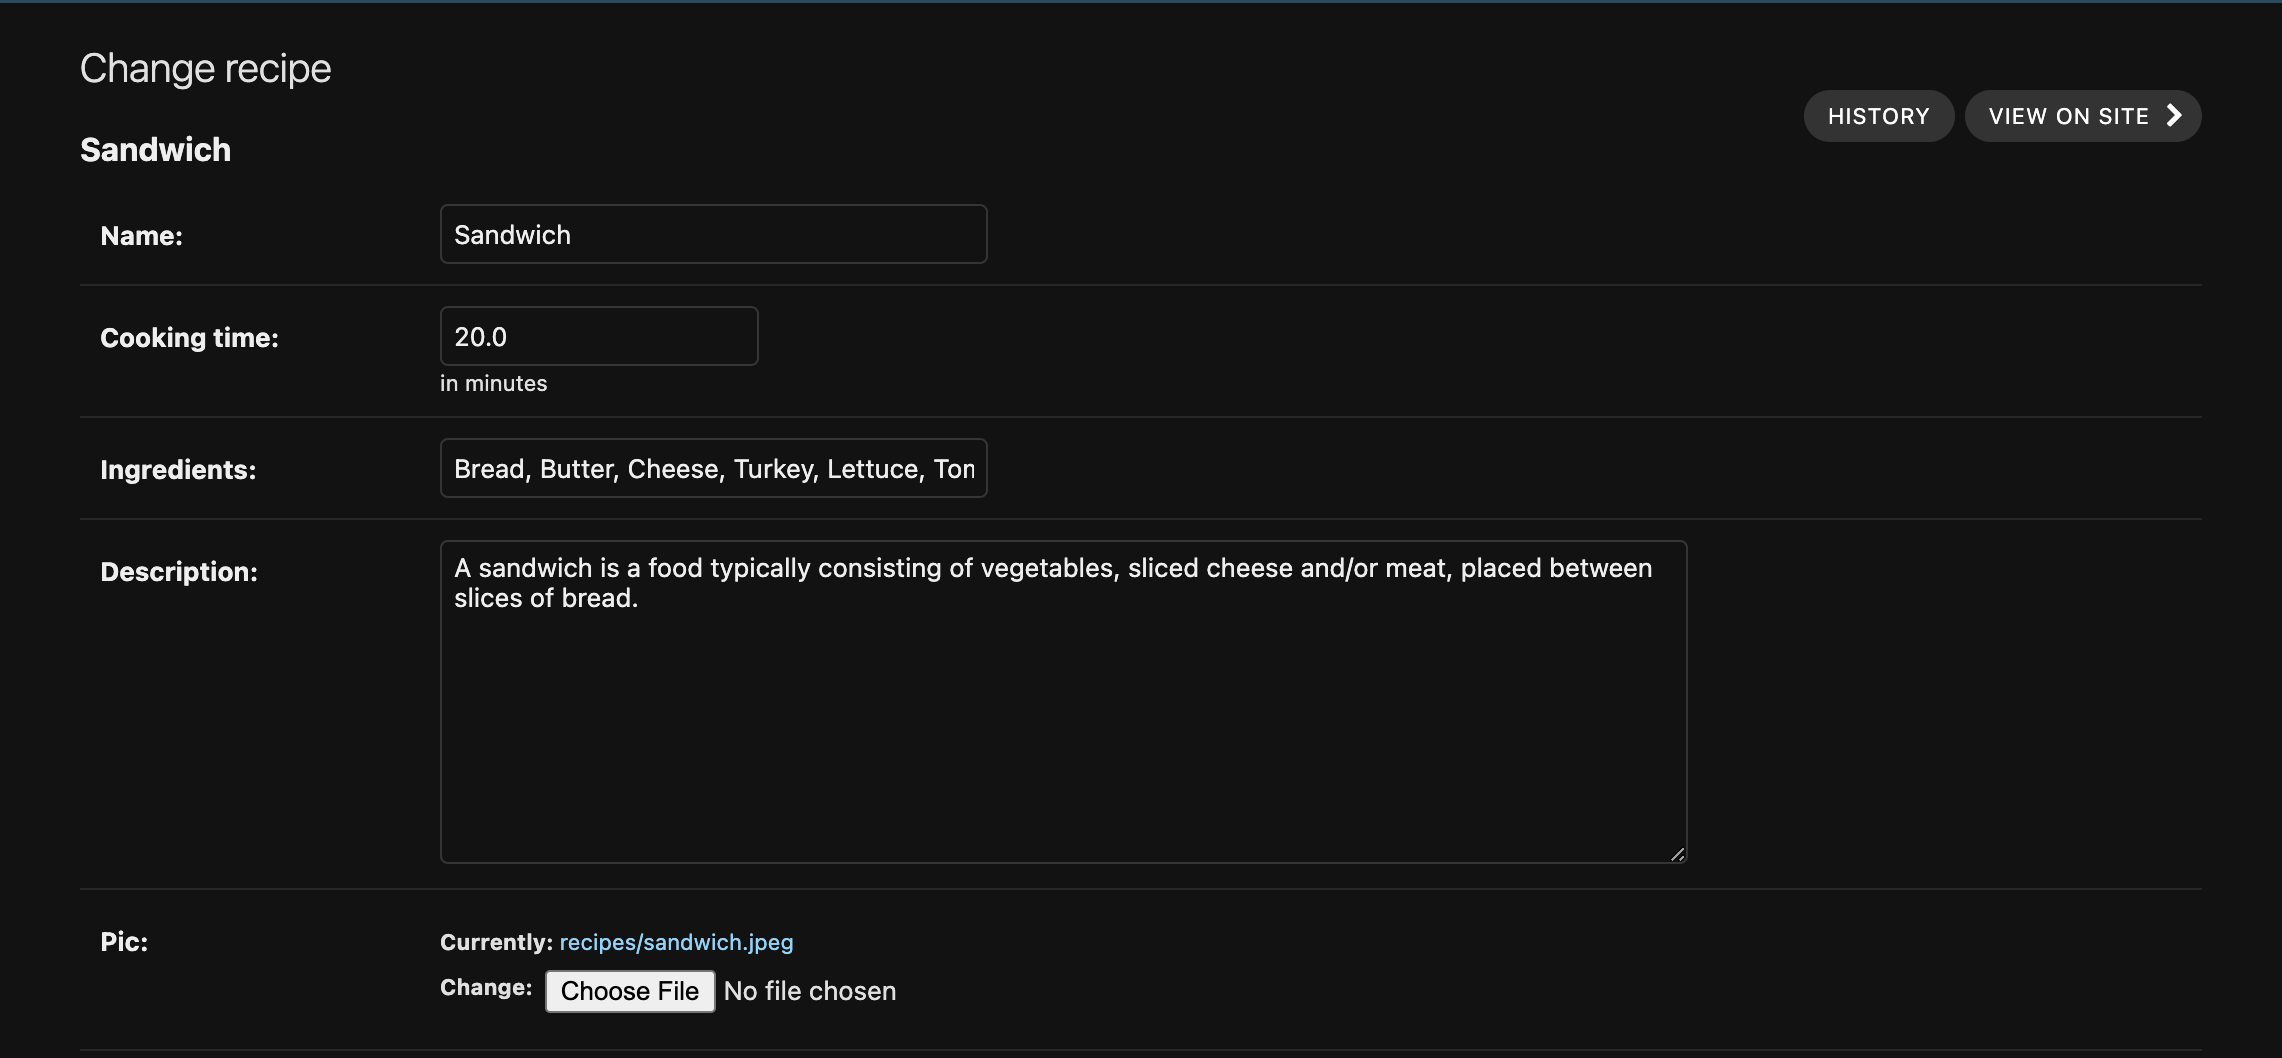 Change recipe
HISTORY
VIEW ON SITE
Sandwich
Name:
Sandwich
Cooking time:
20.0
in minutes
Ingredients:
Bread, Butter, Cheese, Turkey, Lettuce,
Description:
A sandwich is a food typically consisting of vegetables, sliced cheese and/or meat, placed between
slices of bread.
Pic:
Currently: recipes/sandwich.jpeg
Change: Choose File No file chosen